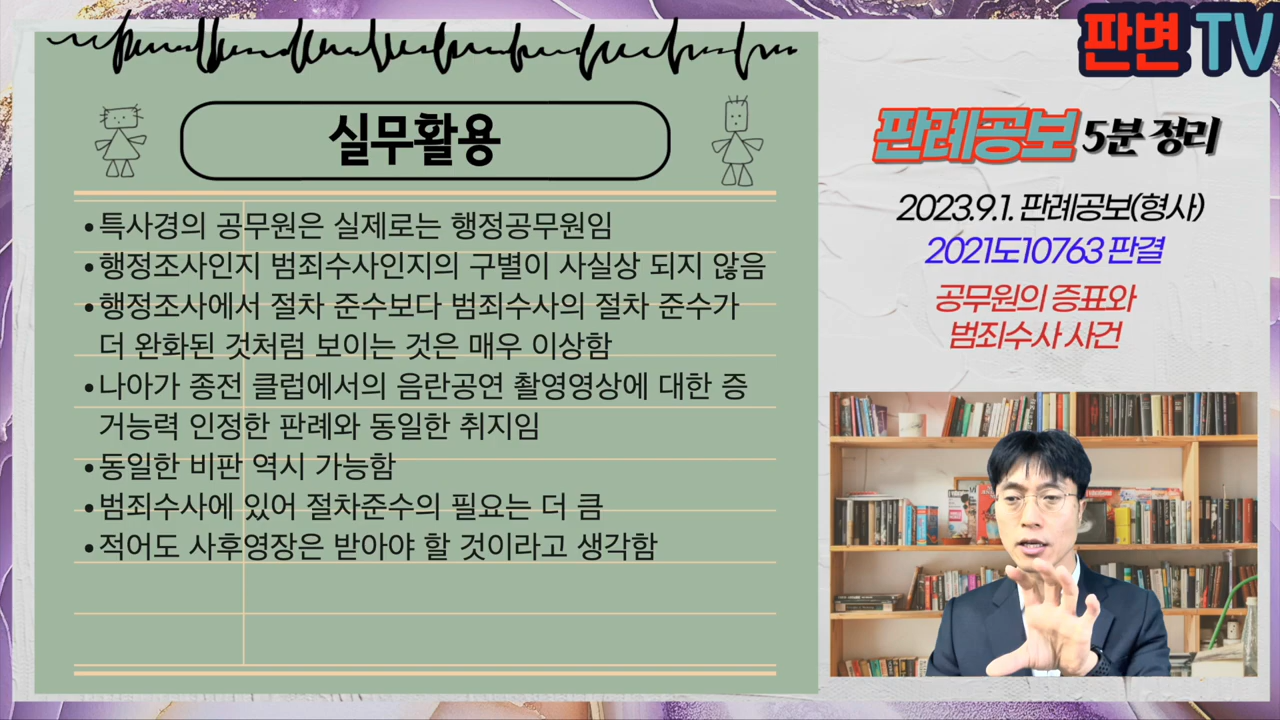 판변 TV
실무활용
•특사경의 공무원은 실제로는 행정공무원임
•행정조사인지 범죄수사인지의 구별이 사실상 되지 않음
•행정조사에서 절차 준수보다 범죄수사의 절차 준수가
더 완화된 것처럼 보이는 것은 매우 이상함
•나아가 종전 클럽에서의 음란공연 촬영영상에 대한 증
거능력 인정한 판례와 동일한 취지임
•동일한 비판 역시 가능함
•범죄수사에 있어 절차준수의 필요는 더 큼
•적어도 사후영장은 받아야 할 것이라고 생각함
판례공보 5분 정리
2023.9.1. 판례공보(형사)
2021도10763 판결
공무원의 증표와
범죄수사 사건